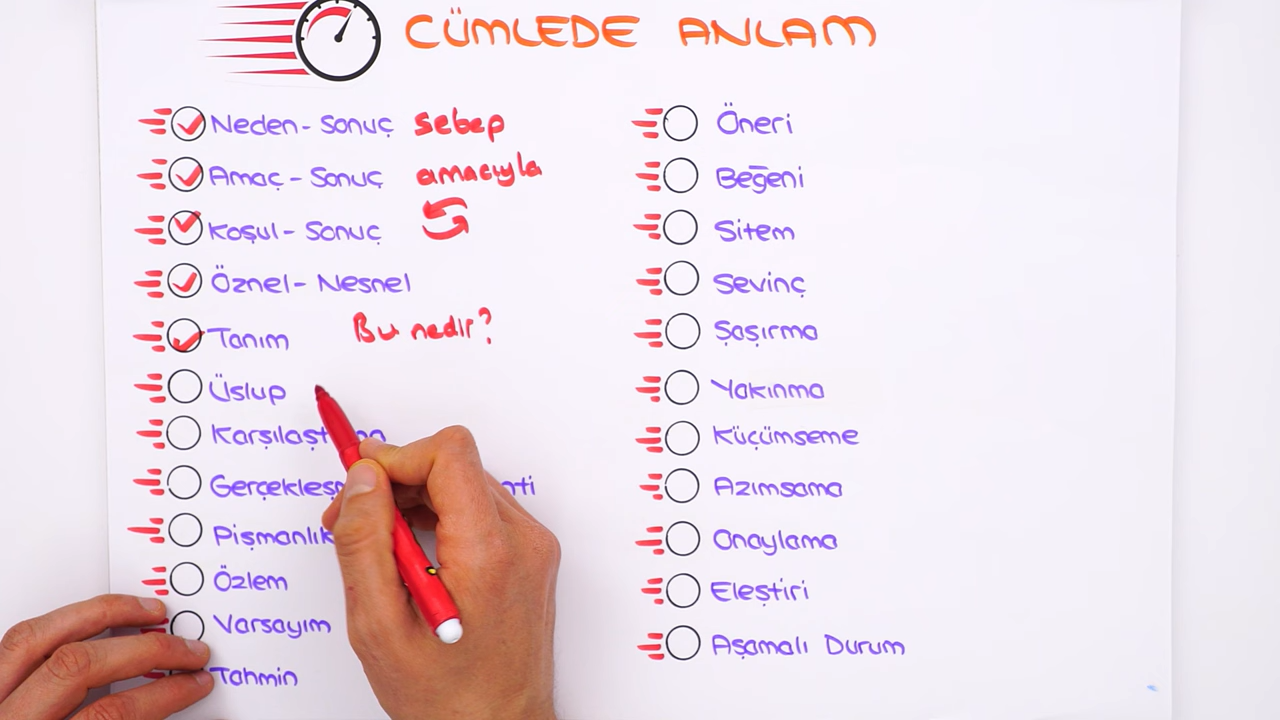 CÜMLEDE ANLAM
Neden - Sonuç sebep
Amaç - Sonuç amacıyla
Koşul - Sonuç
Öznel - Nesnel
Tanım Bu nedir?
Üslup
Pişmanlık
Özlem
Varsayım
Tahmin
Öneri
Beğeni
Sitem
Sevinç
Şaşırma
Yakınma
Küçümseme
Azımsama
Onaylama
Eleştiri
Aşamalı Durum